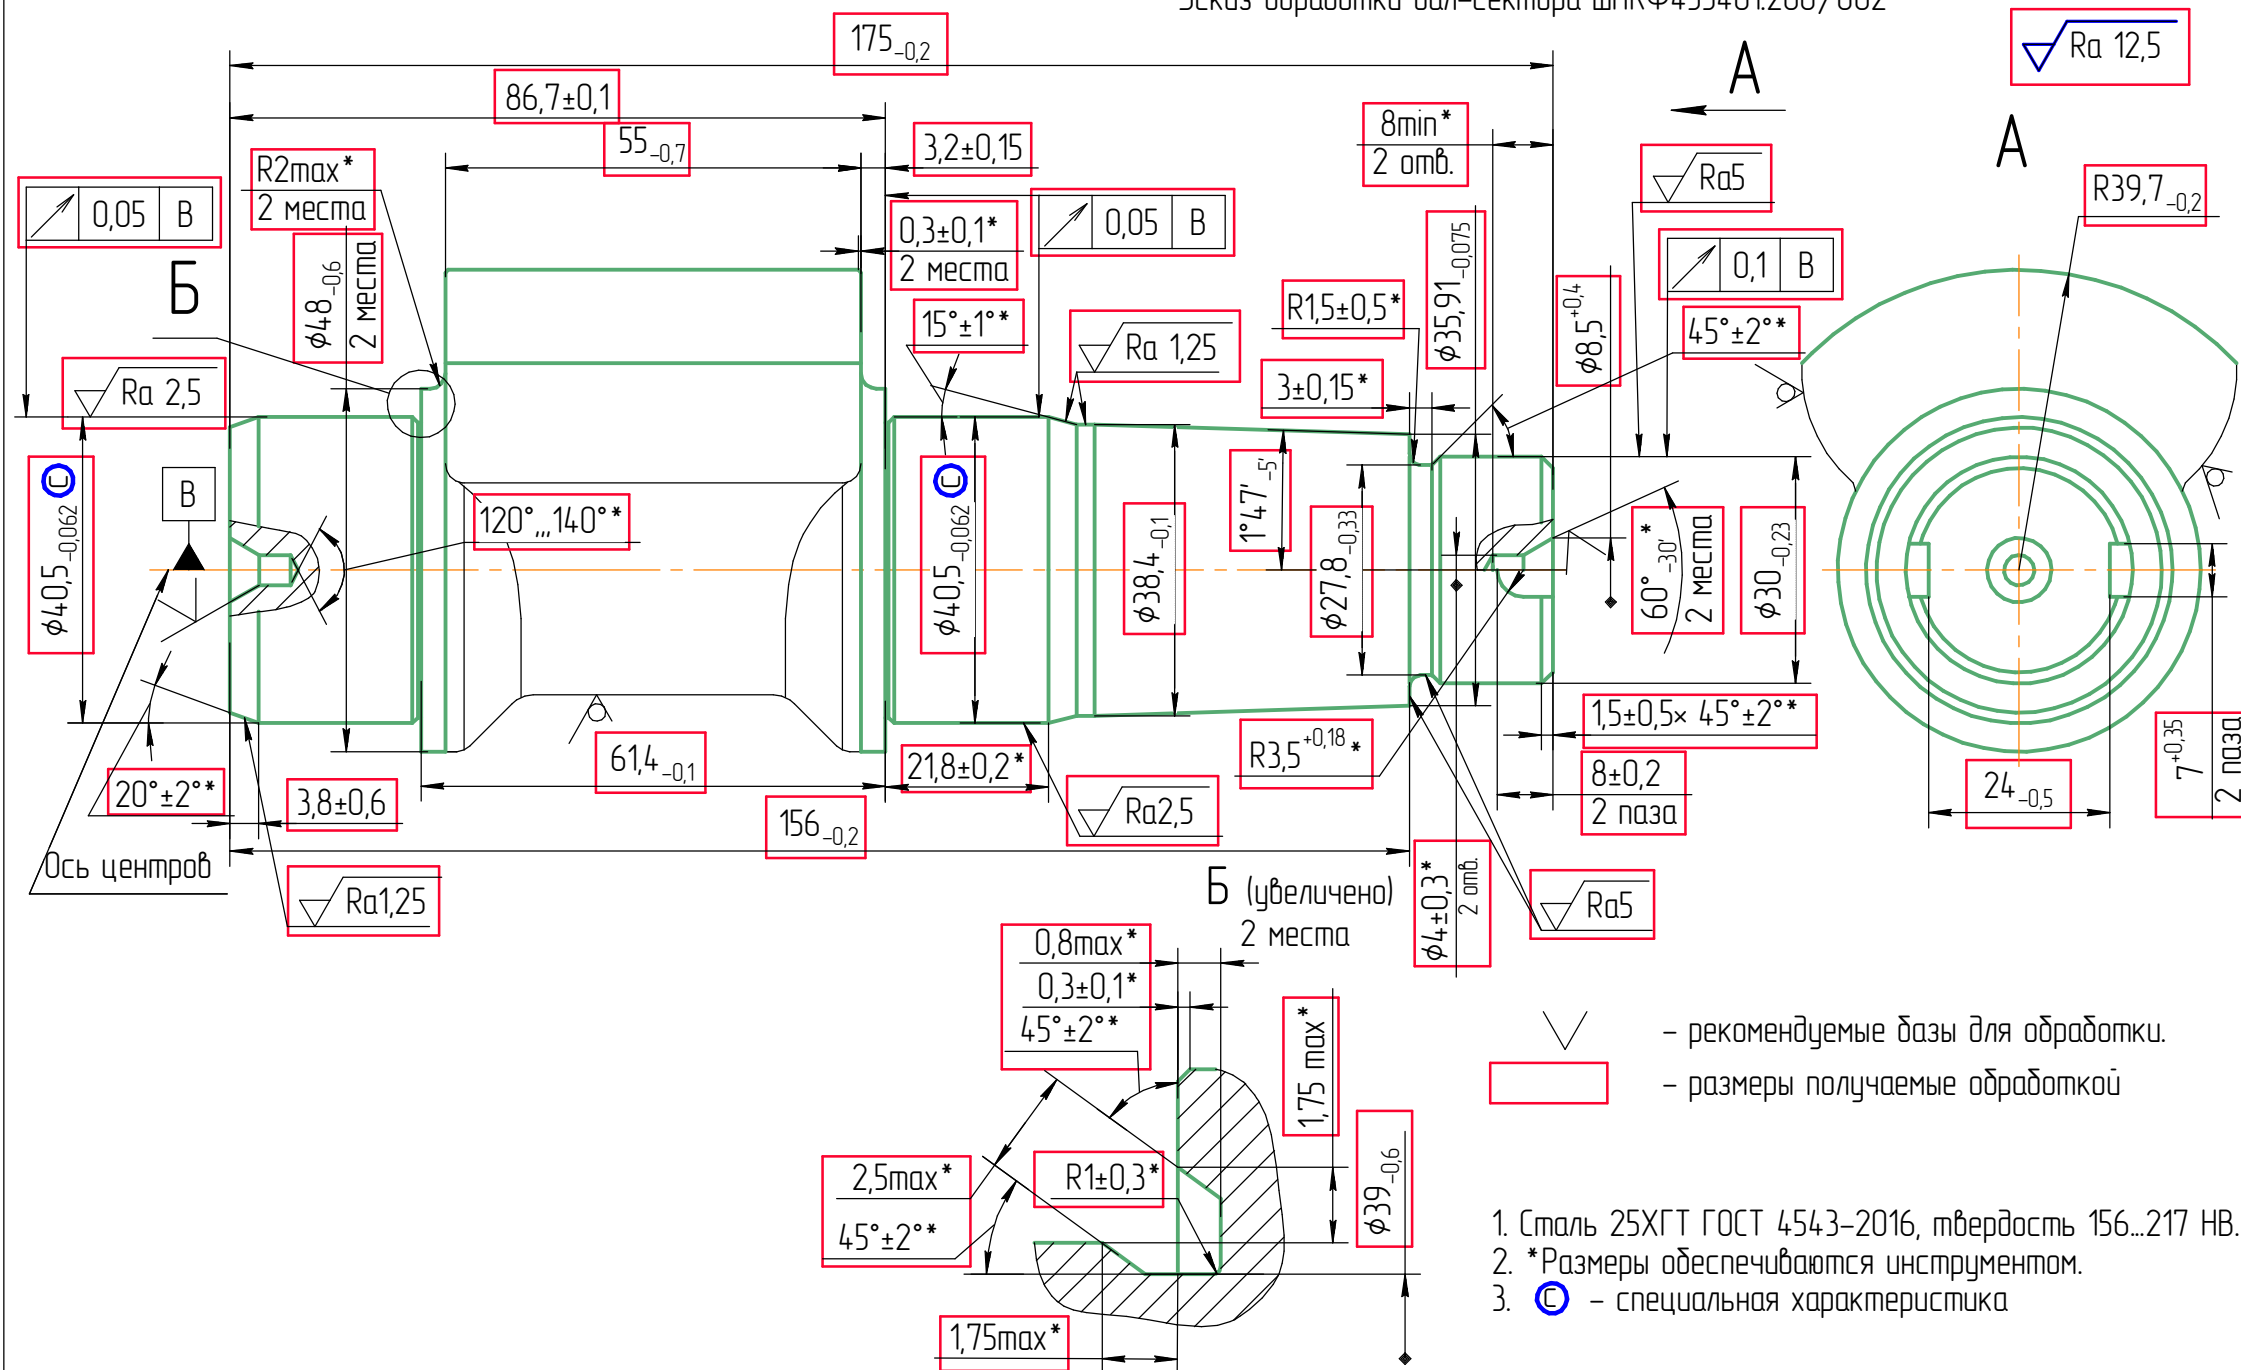 175-0,2
Ra 12,5
А
86,7±0,1
55-0,7
3,2±0,15
8min*
2 отв.
А
R2max*
2 места
Ra5
R39,7-0,2
0,05 В
0,3±0,1*
2 места
0,05 В
ϕ48-0,6
2 места
Б
ϕ35,91-0,075
0,1 В
ϕ8,5+0,4
15°±1°*
R1,5±0,5*
45°±2°*
Ra 1,25
Ra 2,5
3±0,15*
С
ϕ40,5-0,062
В
120°,,,140°*
С
ϕ40,5-0,062
ϕ38,4-0,1
1°47'-5'
ϕ27,8-0,33
60°-30'*
2 места
ϕ30-0,23
1,5±0,5× 45°±2°*
7+0,35
2 паза
61,4-0,1
21,8±0,2*
R3,5+0,18*
8±0,2
2 паза
24-0,5
20°±2°*
3,8±0,6
156-0,2
Ra2,5
Ось центров
Ra1,25
Б (увеличено)
2 места
ϕ4±0,3*
2 отв.
Ra5
0,8max*
0,3±0,1*
45°±2°*
1,75 max*
– рекомендуемые базы для обработки.
– размеры получаемые обработкой
2,5max*
45°±2°*
R1±0,3*
ϕ39-0,6
1. Сталь 25ХГТ ГОСТ 4543-2016, твердость 156...217 НВ.
2. *Размеры обеспечиваются инструментом.
3. С – специальная характеристика
1,75max*